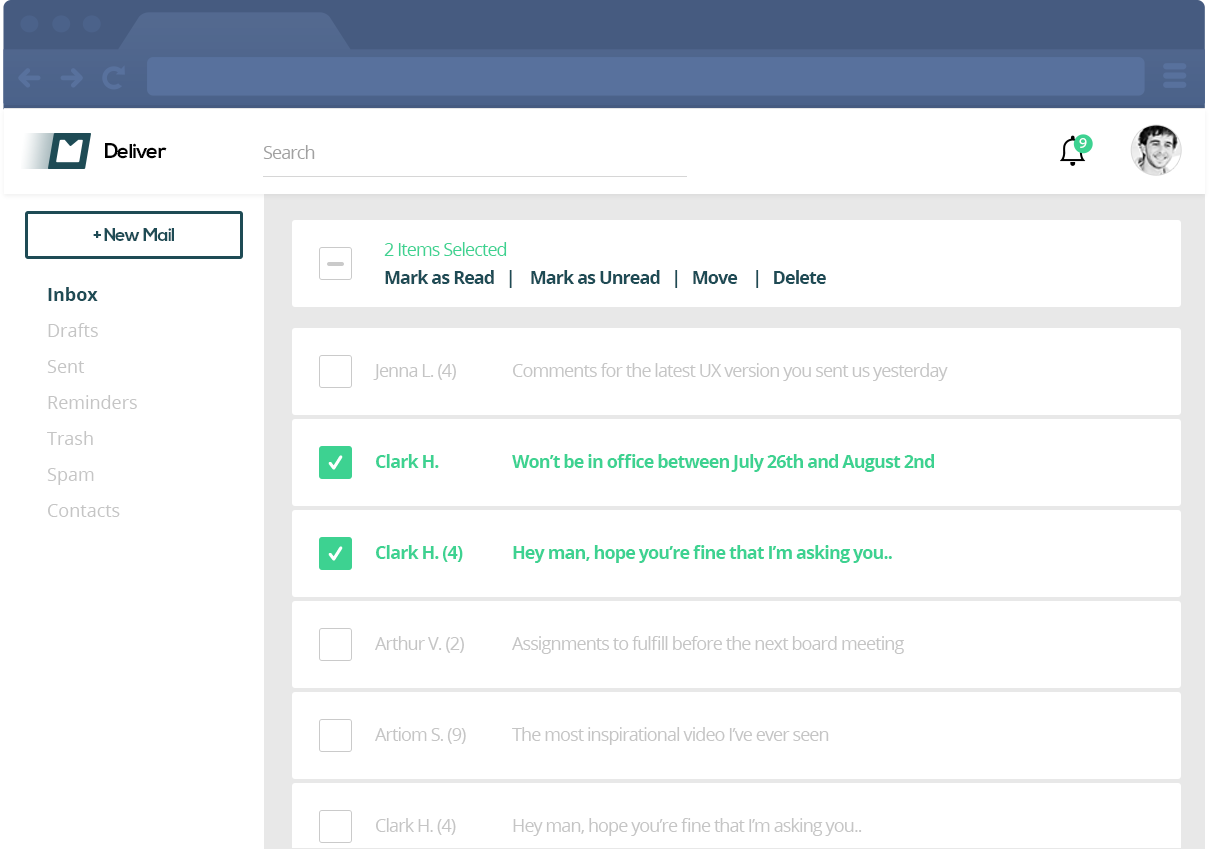 Deliver
Search
9
+ New Mail
Inbox
Drafts
Sent
Reminders
Trash
Spam
Contacts
2 Items Selected
Mark as Read | Mark as Unread | Move | Delete
Jenna L. (4) Comments for the latest UX version you sent us yesterday
Clark H. Won’t be in office between July 26th and August 2nd
Clark H. (4) Hey man, hope you’re fine that I’m asking you..
Arthur V. (2) Assignments to fulfill before the next board meeting
Artiom S. (9) The most inspirational video I’ve ever seen
Clark H. (4) Hey man, hope you’re fine that I’m asking you..